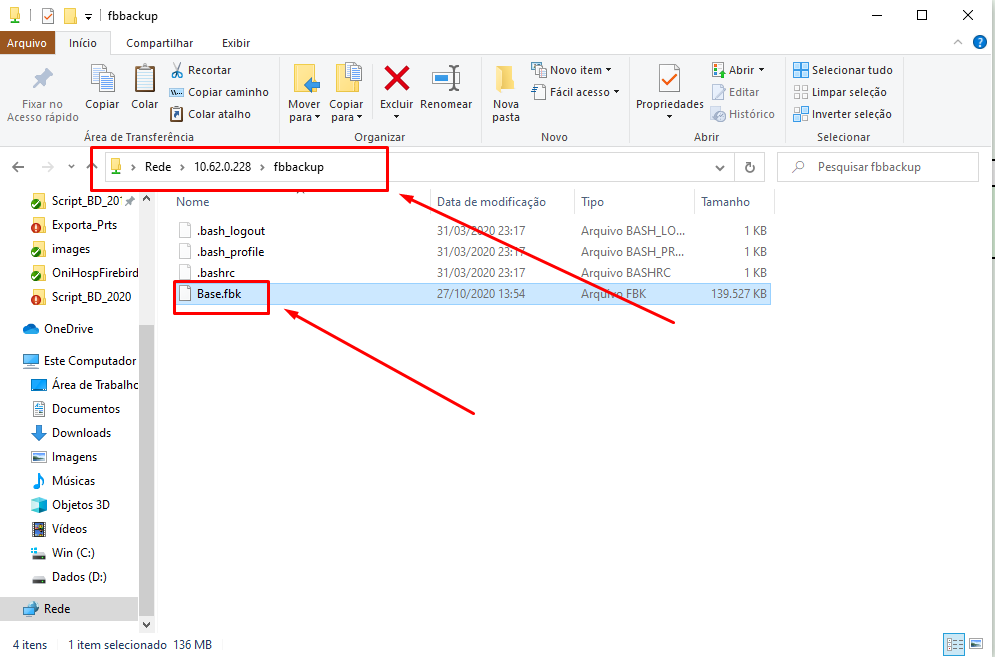 fbbackup
Arquivo Início Compartilhar Exibir
Fixar no Acesso rápido
Copiar
Colar
Recortar
Copiar caminho
Colar atalho
Área de Transferência
Mover para
Copiar para
Excluir
Renomear
Organizar
Nova pasta
Novo item
Fácil acesso
Novo
Propriedades
Abrir
Editar
Histórico
Abrir
Selecionar tudo
Limpar seleção
Inverter seleção
Selecionar
Rede > 10.62.0.228 > fbbackup
Pesquisar fbbackup
Script_BD_20
Exporta_Prts
images
OniHospFirebird
Script_BD_2020
OneDrive
Este Computador
Área de Trabalho
Documentos
Downloads
Imagens
Músicas
Objetos 3D
Vídeos
Win (C:)
Dados (D:)
Rede
Nome Data de modificação Tipo Tamanho
.bash_logout 31/03/2020 23:17 Arquivo BASH_LO... 1 KB
.bash_profile 31/03/2020 23:17 Arquivo BASH_PR... 1 KB
.bashrc 31/03/2020 23:17 Arquivo BASHRC 1 KB
Base.fbk 27/10/2020 13:54 Arquivo FBK 139.527 KB
4 itens 1 item selecionado 136 MB